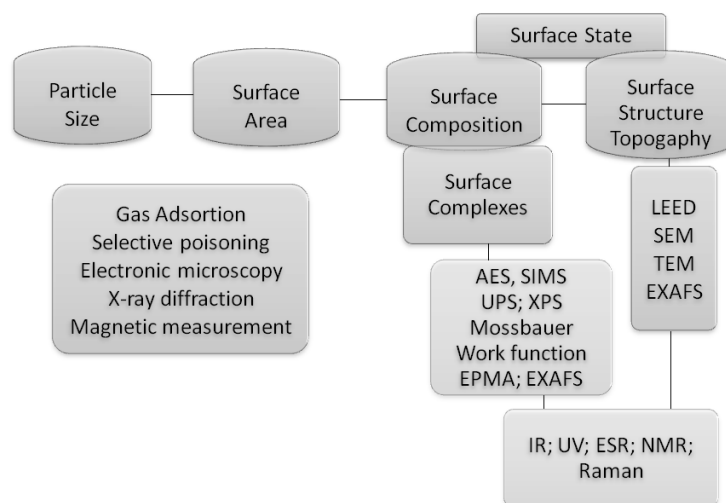 Surface State
Particle
Size
Surface
Area
Surface
Composition
Surface
Structure
Topogaphy
Surface
Complexes
Gas Adsortion
Selective poisoning
Electronic microscopy
X-ray diffraction
Magnetic measurement
LEED
SEM
TEM
EXAFS
AES, SIMS
UPS; XPS
Mossbauer
Work function
EPMA; EXAFS
IR; UV; ESR; NMR;
Raman